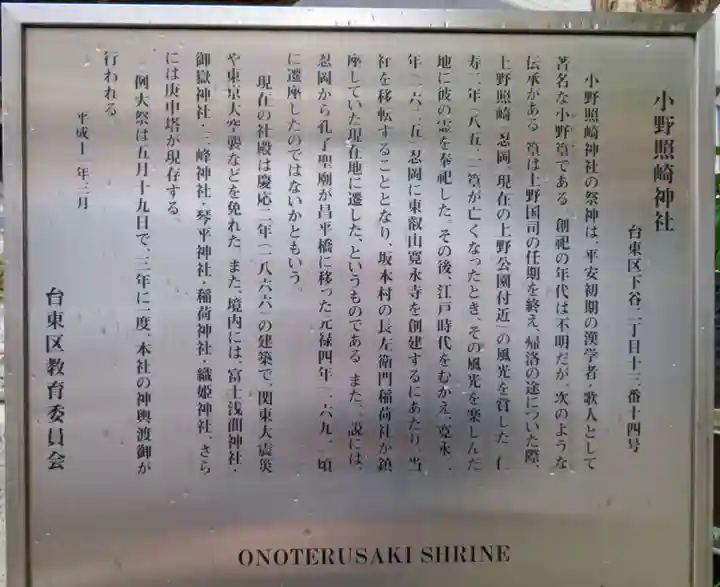 小野照崎神社
台東区下谷二丁目十三番十四号
小野照崎神社の祭神は、平安初期の漢学者・歌人として
著名な小野篁である。創祀の年代は不明だが、次のような
伝承がある。篁は上野国司の任期を終え、帰洛の途についた際、
上野照崎(忍岡、現在の上野公園付近)の風光を賞した。仁
寿二年(八五二)篁が亡くなったとき、その風光を楽しんだ
地に彼の霊を奉祀した。その後、江戸時代をむかえ、寛永二
年(一六二五)忍岡に東叡山寛永寺を創建するにあたり、当
社を移転することとなり、坂本村の長左衛門稲荷社が鎮
座していた現在地に遷した、というものである。また一説には、
忍岡から孔子聖廟が昌平橋に移った元禄四年(一六九一)頃
に遷座したのではないかともいう。
現在の社殿は慶応二年(一八六六)の建築で、関東大震災
や東京大空襲などを免れた。また、境内には、富士浅間神社・
御嶽神社・三峰神社・琴平神社・稲荷神社・織姫神社、さら
には庚申塔が現存する。
例大祭は五月十九日で、三年に一度、本社の神輿渡御が
行われる。
平成十一年三月
台東区教育委員会
ONOTERUSAKI SHRINE